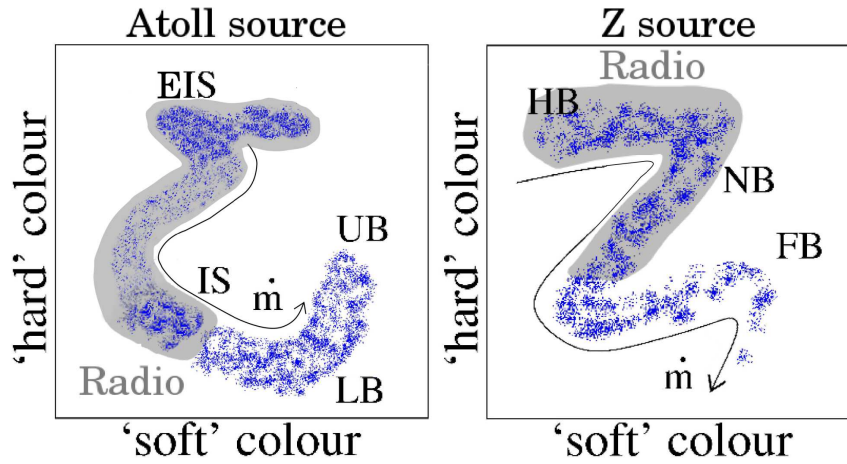 Atoll source
EIS
UB
IS
ṁ
Radio
LB
'hard' colour
'soft' colour
Z source
Radio
HB
NB
FB
ṁ
'hard' colour
'soft' colour